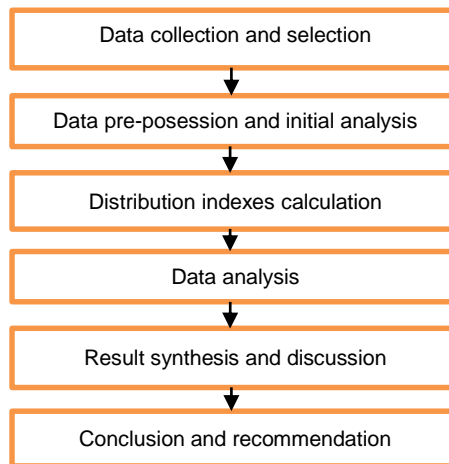 Data collection and selection
Data pre-posession and initial analysis
Distribution indexes calculation
Data analysis
Result synthesis and discussion
Conclusion and recommendation